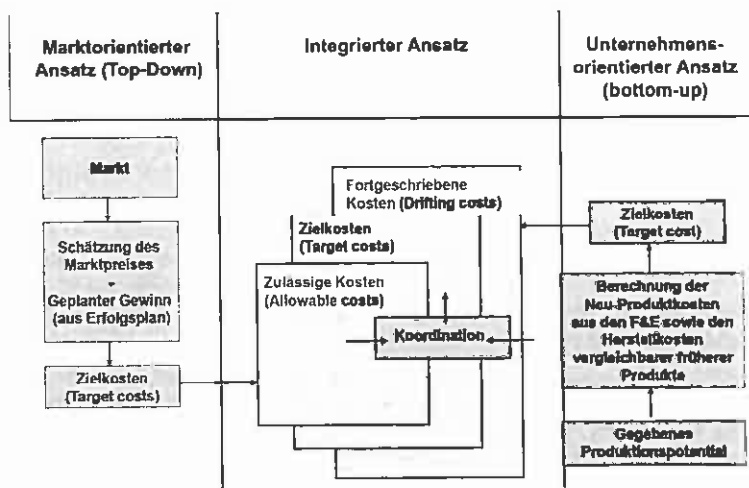 Marktorientierter
Ansatz (Top-Down)
Integrierter Ansatz
Unternehmens-
orientierter Ansatz
(bottom-up)
Markt
Schätzung des
Marktpreises
-
Geplanter Gewinn
(aus Erfolgsplan)
Zielkosten
(Target costs)
Fortgeschriebene
Kosten (Drifting costs)
Zielkosten
(Target costs)
Zulässige Kosten
(Allowable costs)
Koordination
Zielkosten
(Target cost)
Berechnung der
Neu-Produktkosten
aus den F&E sowie den
Herstellkosten
vergleichbarer früherer
Produkte
Gegebenes
Produktionspotential